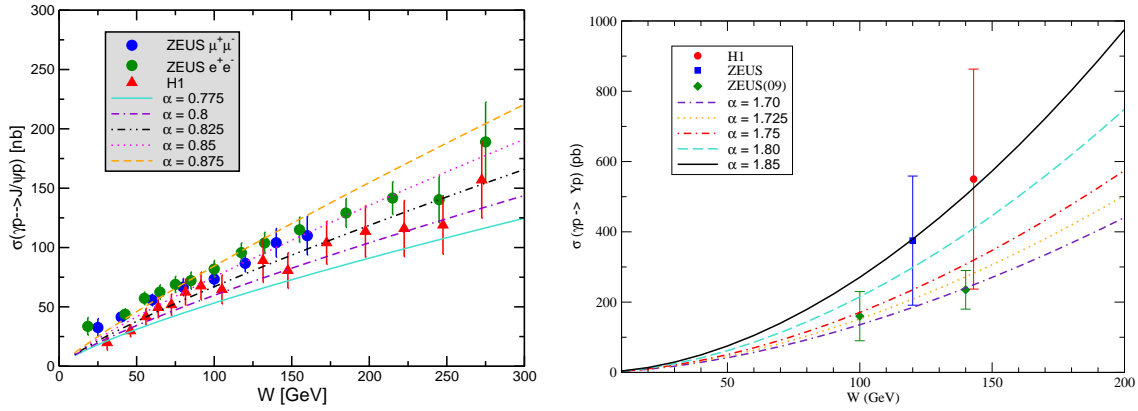 σ(γp-->J/ψp) [nb]
300
250
200
150
100
50
0
ZEUS μ⁺μ⁻
ZEUS e⁺e⁻
H1
α = 0.775
α = 0.8
α = 0.825
α = 0.85
α = 0.875
0
50
100
150
200
250
300
W [GeV]
σ (γp -> Yp) (pb)
1000
800
600
400
200
0
H1
ZEUS
ZEUS(09)
α = 1.70
α = 1.725
α = 1.75
α = 1.80
α = 1.85
50
100
150
200
W (GeV)